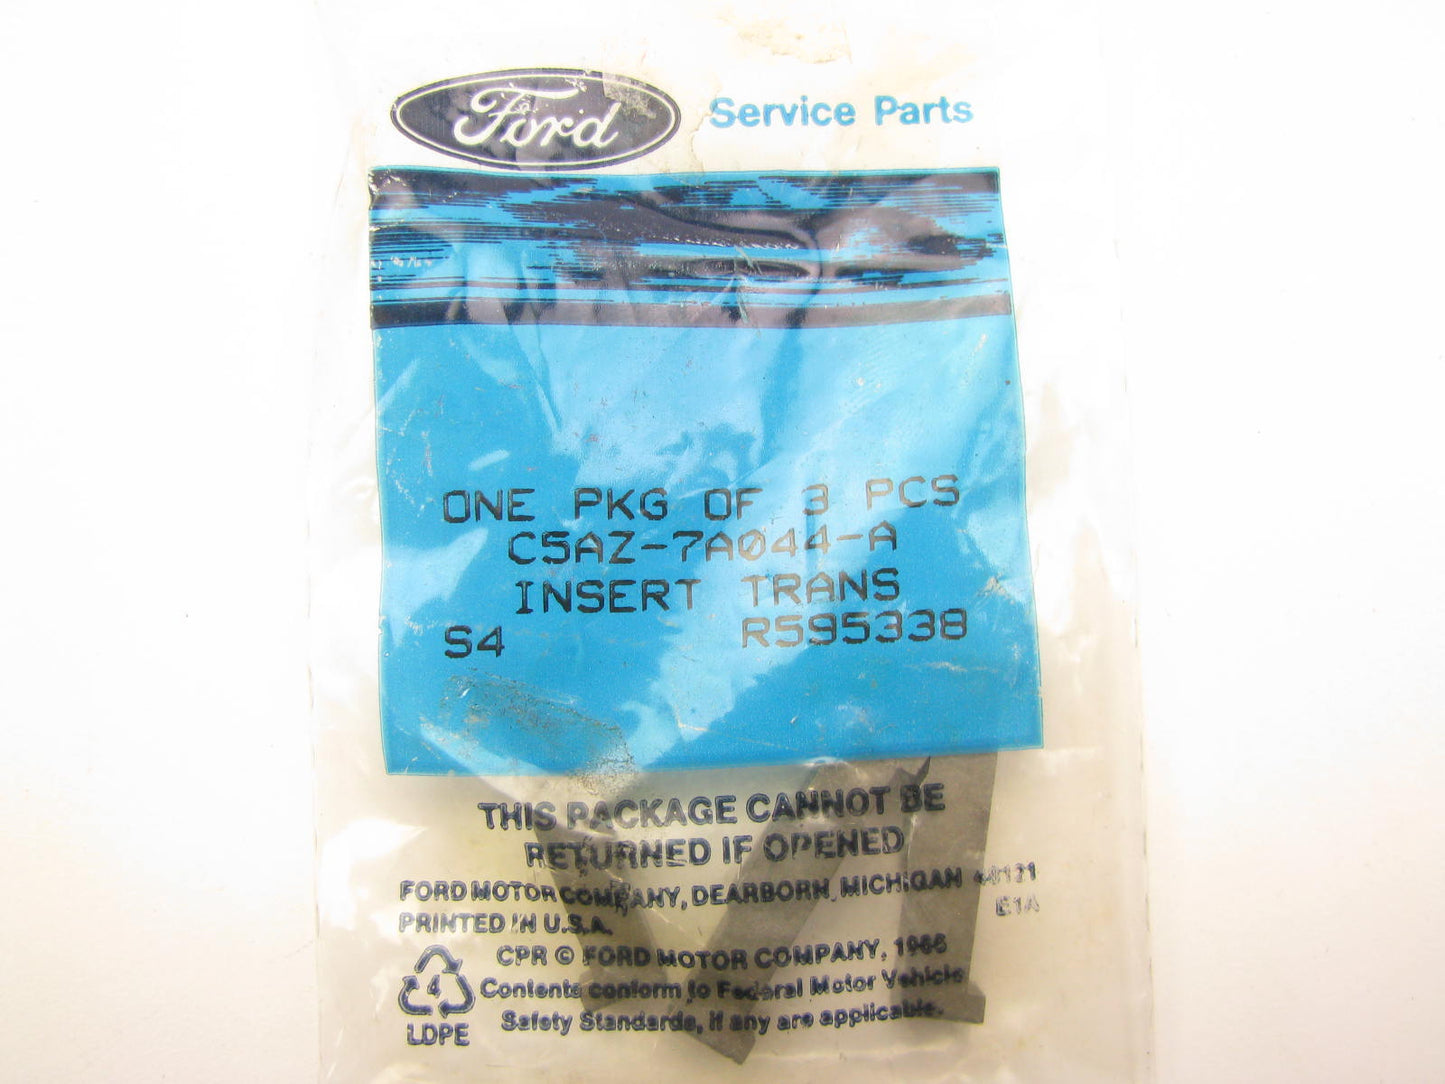 Ford Service Parts
ONE PKG OF 3 PCS
C5AZ-7A044-A
INSERT TRANS
S4 R595338
THIS PACKAGE CANNOT BE
RETURNED IF OPENED
FORD MOTOR COMPANY, DEARBORN, MICHIGAN 48121
PRINTED IN U.S.A. E1A
CPR © FORD MOTOR COMPANY,
4 Contents conform to Federal Motor Vehicle
LDPE Safety Standards, if any are applicable.